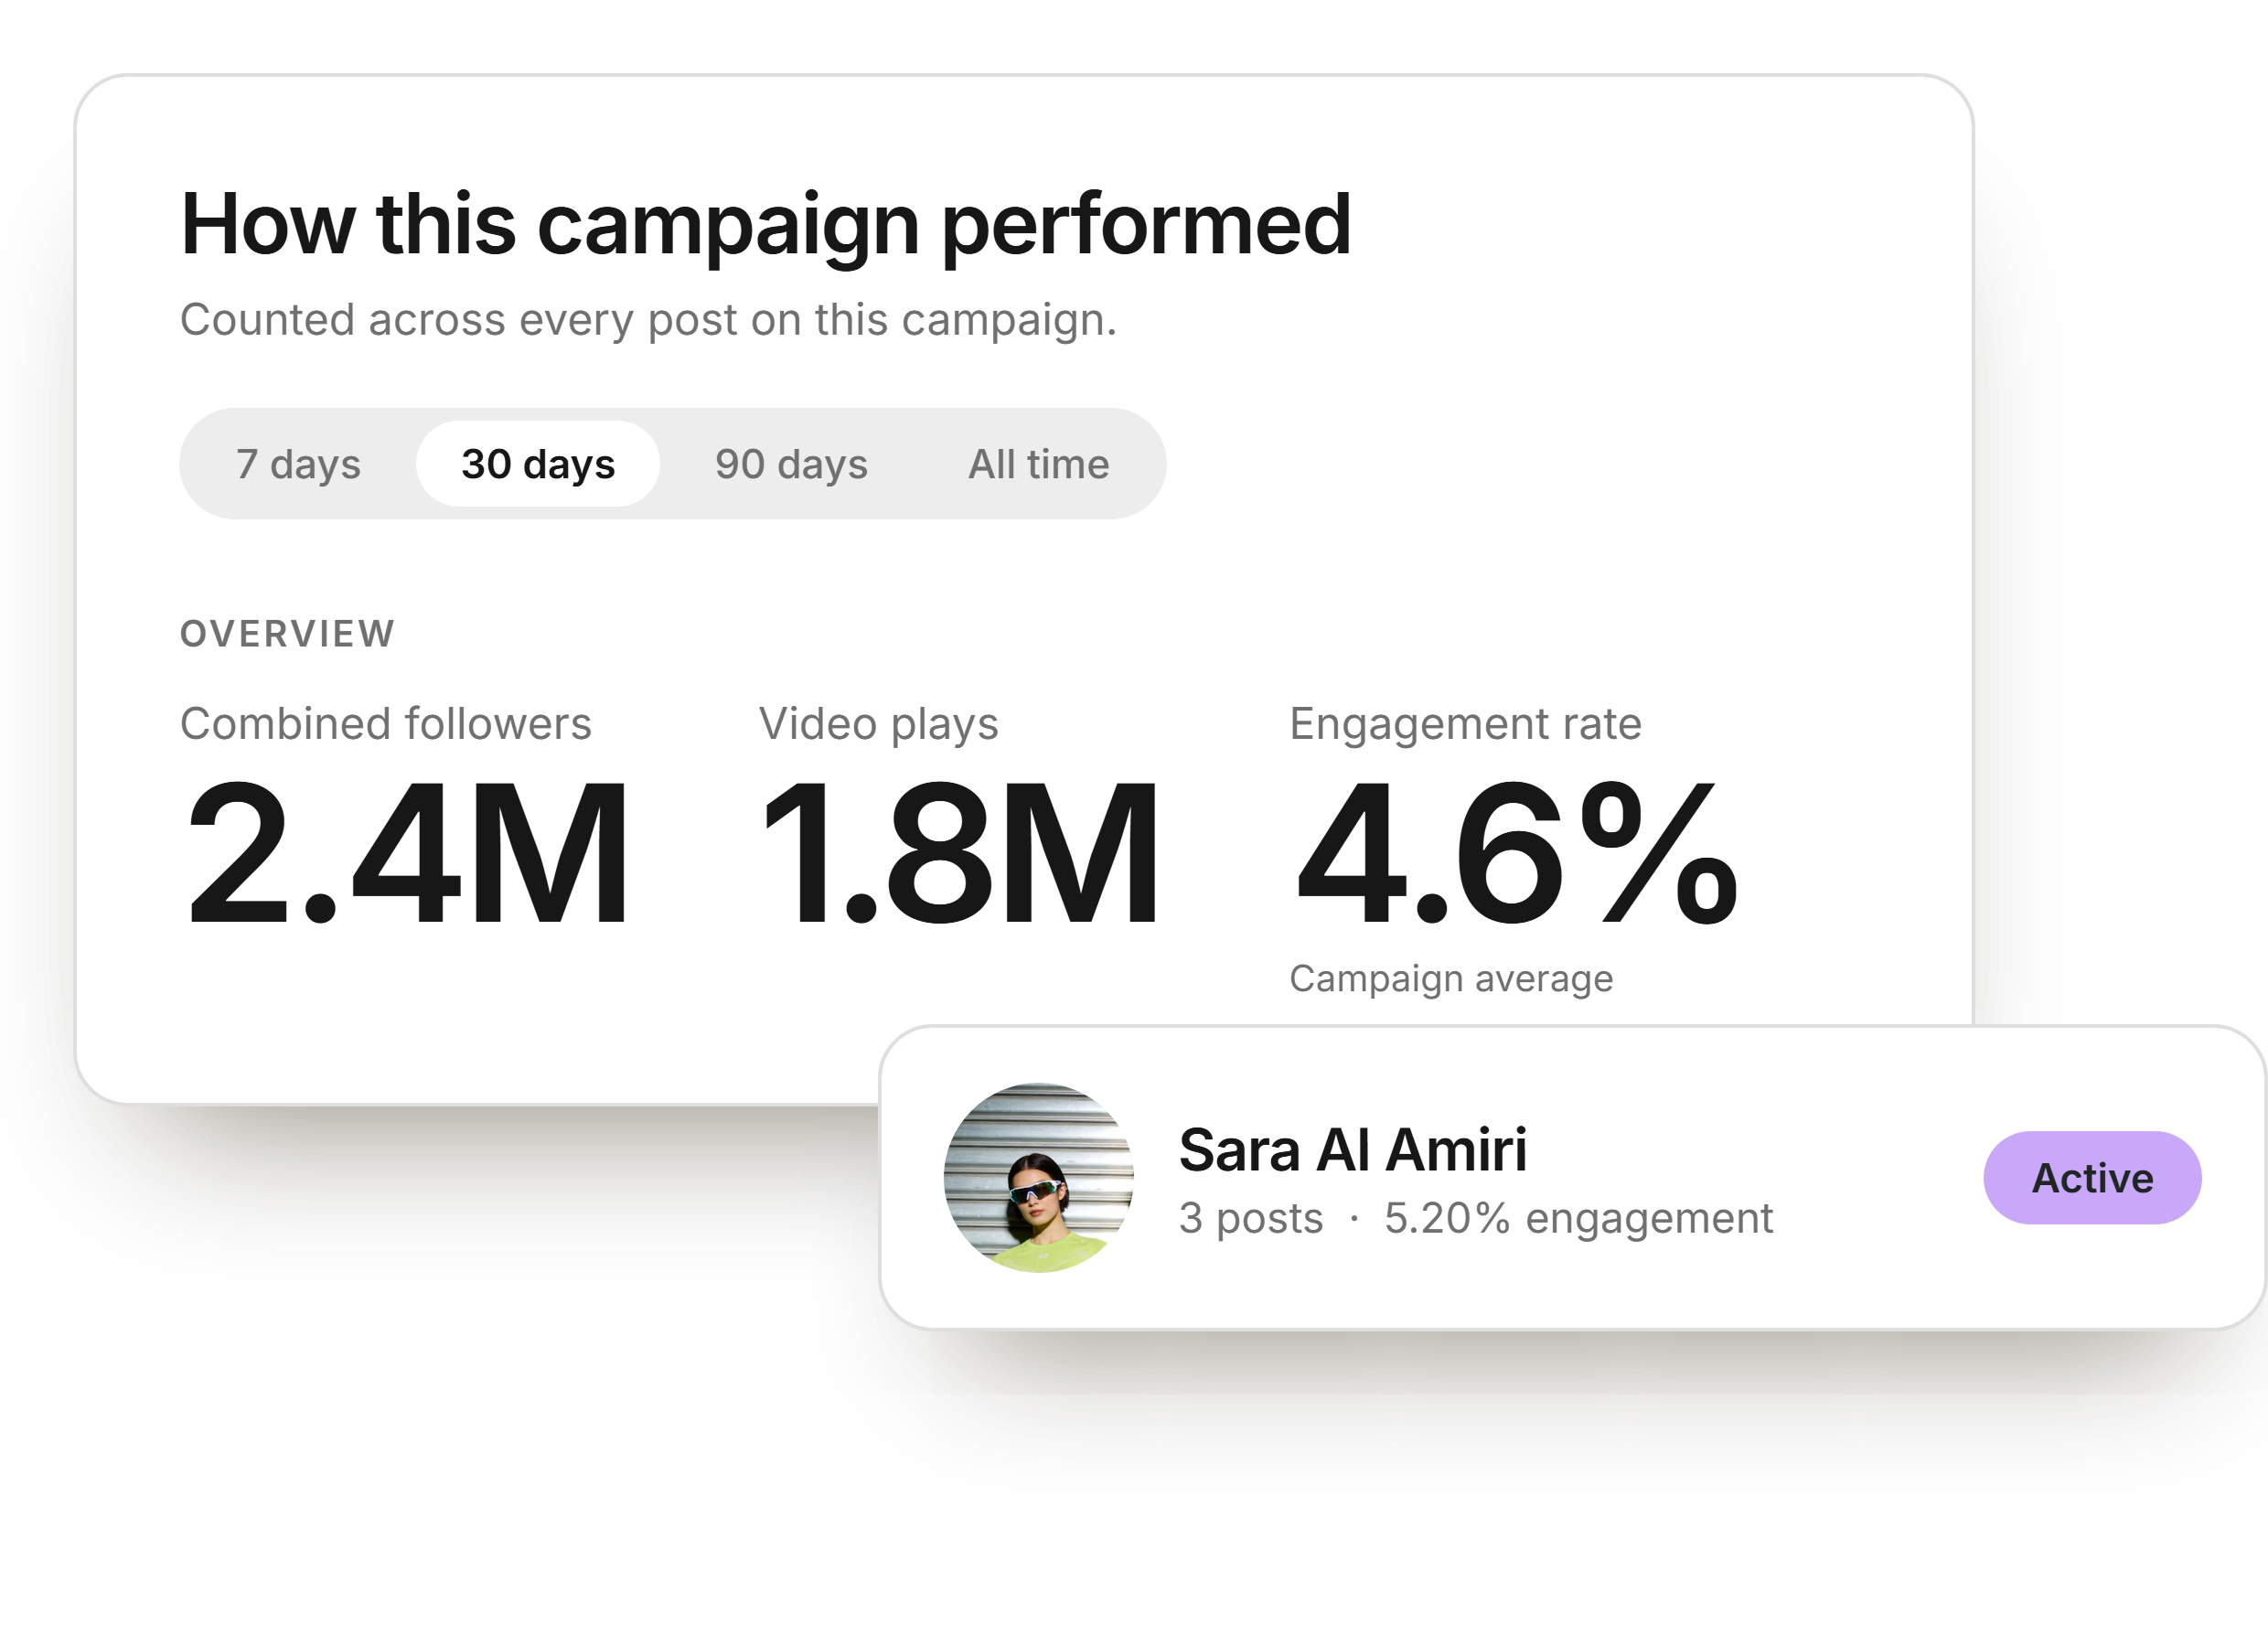 How this campaign performed
Counted across every post on this campaign.
7 days 30 days 90 days All time
OVERVIEW
Combined followers Video plays Engagement rate
2.4M 1.8M 4.6%
Campaign average
Sara Al Amiri
3 posts · 5.20% engagement
Active